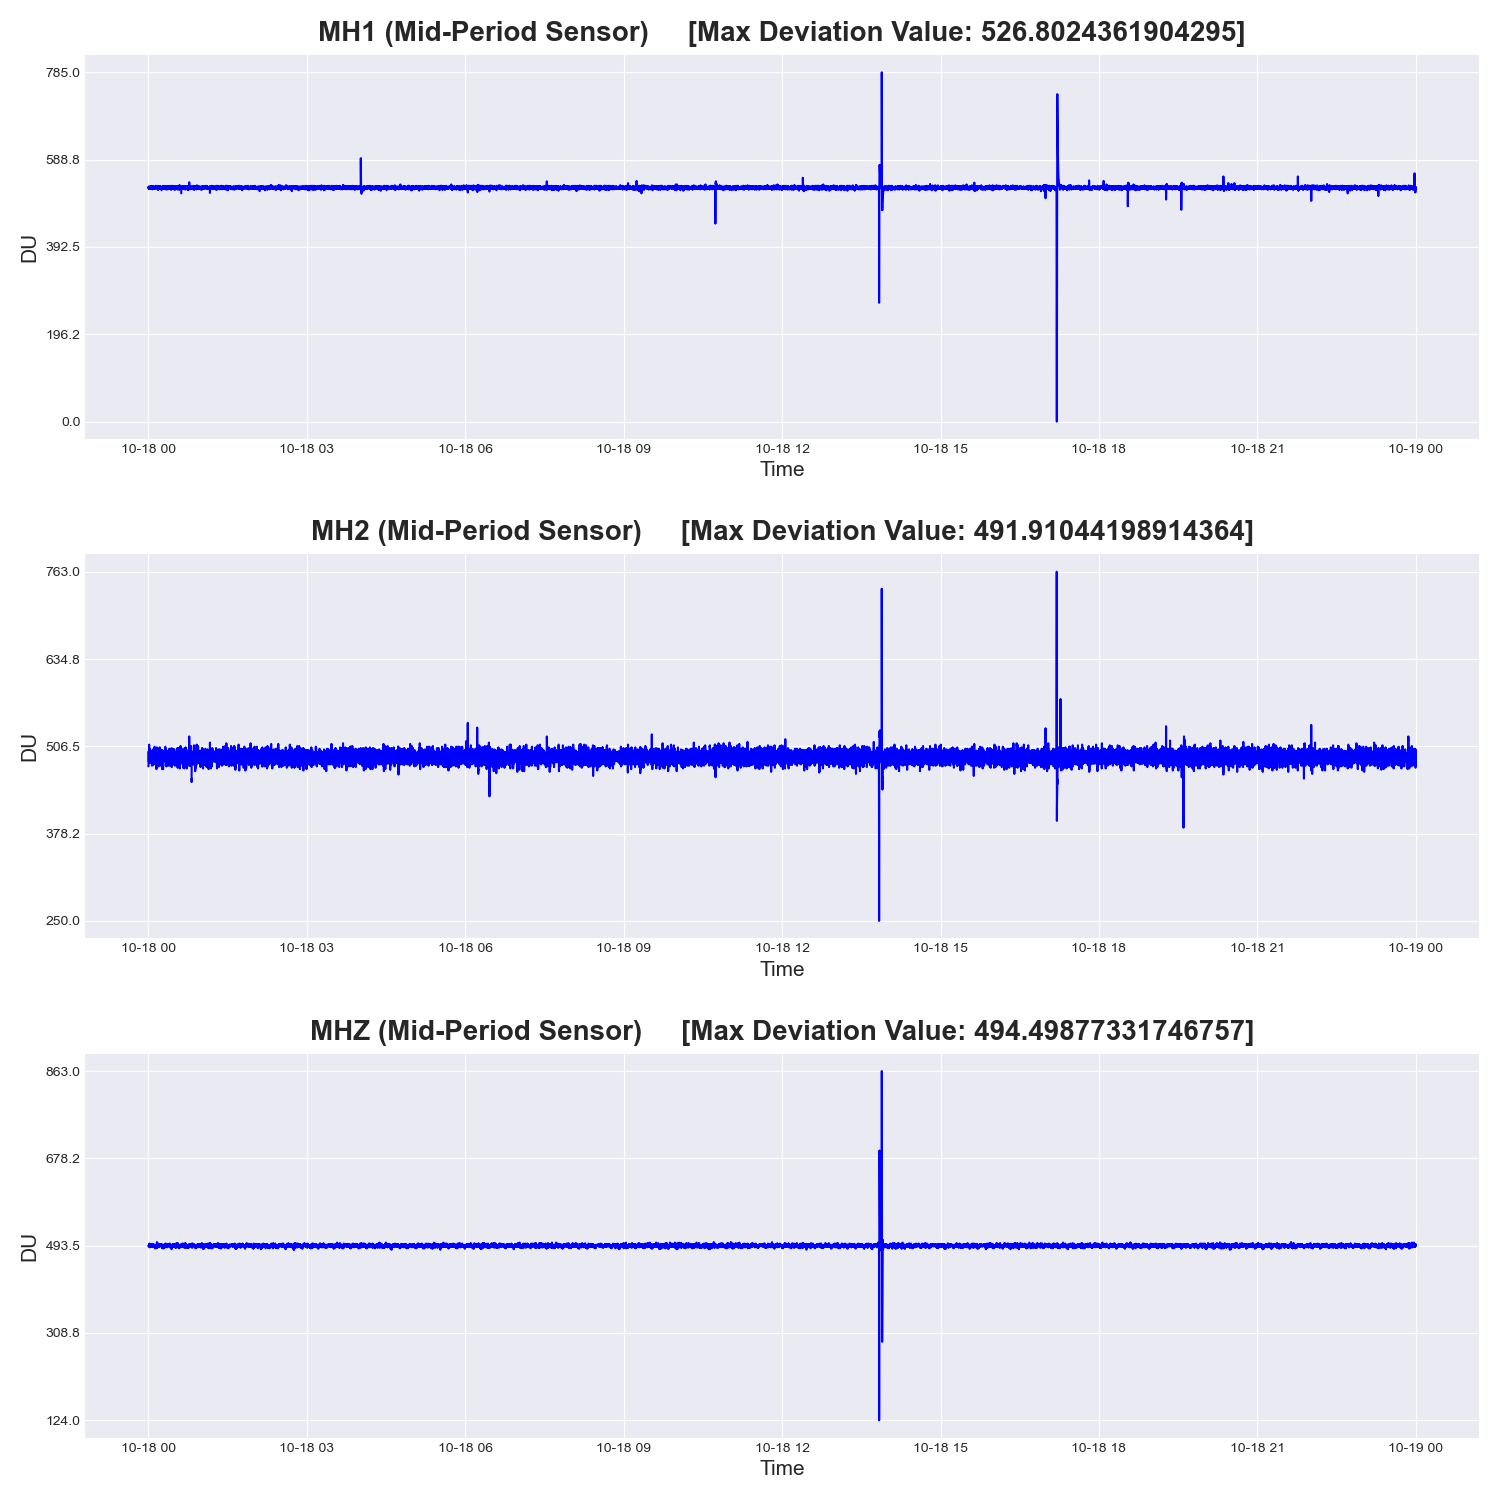 MH1 (Mid-Period Sensor) [Max Deviation Value: 526.8024361904295]
785.0
588.8
392.5
196.2
0.0
DU
10-18 00 10-18 03 10-18 06 10-18 09 10-18 12 10-18 15 10-18 18 10-18 21 10-19 00
Time
MH2 (Mid-Period Sensor) [Max Deviation Value: 491.91044198914364]
763.0
634.8
506.5
378.2
250.0
DU
10-18 00 10-18 03 10-18 06 10-18 09 10-18 12 10-18 15 10-18 18 10-18 21 10-19 00
Time
MHZ (Mid-Period Sensor) [Max Deviation Value: 494.49877331746757]
863.0
678.2
493.5
308.8
124.0
DU
10-18 00 10-18 03 10-18 06 10-18 09 10-18 12 10-18 15 10-18 18 10-18 21 10-19 00
Time